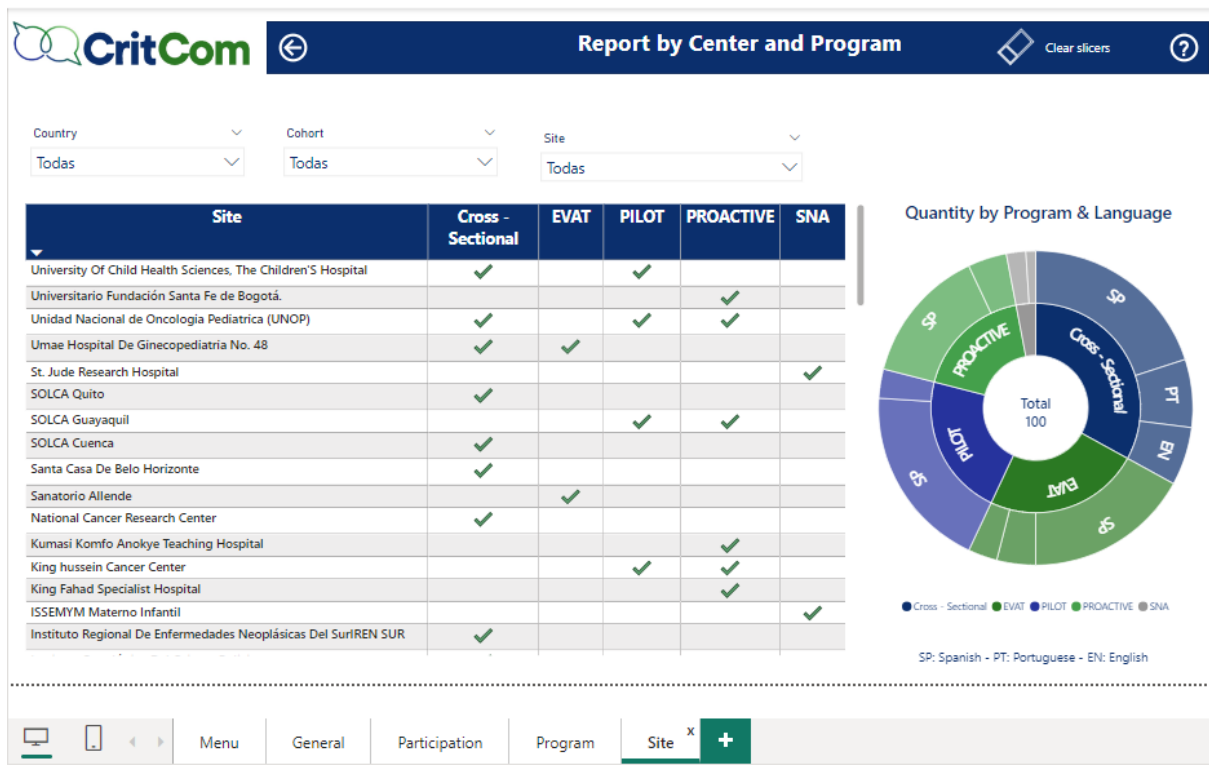 CritCom
Report by Center and Program
Clear slicers
?
Country
Cohort
Site
Todas
Todas
Todas
Site
Cross - Sectional
EVAT
PILOT
PROACTIVE
SNA
University Of Child Health Sciences, The Children'S Hospital
Universitario Fundación Santa Fe de Bogotá.
Unidad Nacional de Oncologia Pediatrica (UNOP)
Umae Hospital De Ginecopediatria No. 48
St. Jude Research Hospital
SOLCA Quito
SOLCA Guayaquil
SOLCA Cuenca
Santa Casa De Belo Horizonte
Sanatorio Allende
National Cancer Research Center
Kumasi Komfo Anokye Teaching Hospital
King hussein Cancer Center
King Fahad Specialist Hospital
ISSEMYM Materno Infantil
Instituto Regional De Enfermedades Neoplásicas Del SurIREN SUR
Quantity by Program & Language
SP
SP
PROACTIVE
Cross - Sectional
Total
100
PT
PILOT
EN
SP
EVAT
SP
Cross - Sectional EVAT PILOT PROACTIVE SNA
SP: Spanish - PT: Portuguese - EN: English
Menu
General
Participation
Program
Site
x
+